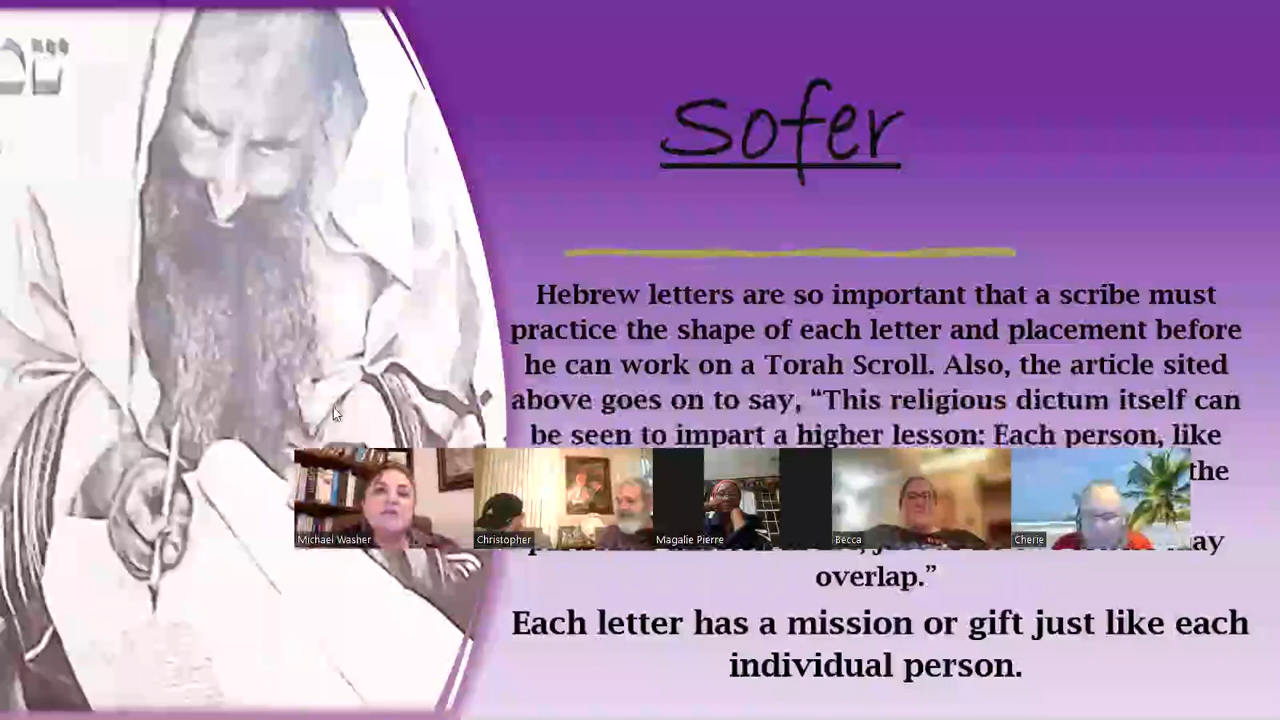 Sofer
Hebrew letters are so important that a scribe must
practice the shape of each letter and placement before
he can work on a Torah Scroll. Also, the article sited
above goes on to say, “This religious dictum itself can
be seen to impart a higher lesson: Each person, like
the
overlap.”
Each letter has a mission or gift just like each
individual person.
Michael Washer
Christopher
Magalie Pierre
Becca
Cherie